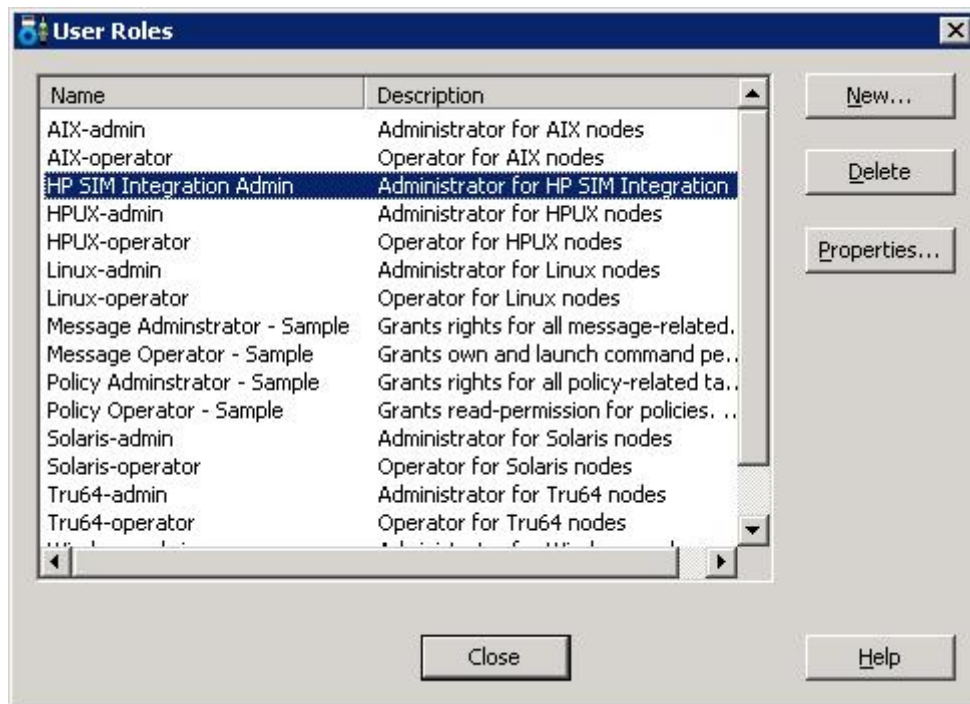 User Roles
Name Description
AIX-admin Administrator for AIX nodes
AIX-operator Operator for AIX nodes
HP SIM Integration Admin Administrator for HP SIM Integration
HPUX-admin Administrator for HPUX nodes
HPUX-operator Operator for HPUX nodes
Linux-admin Administrator for Linux nodes
Linux-operator Operator for Linux nodes
Message Adminstrator - Sample Grants rights for all message-related.
Message Operator - Sample Grants own and launch command pe..
Policy Adminstrator - Sample Grants rights for all policy-related ta..
Policy Operator - Sample Grants read-permission for policies. ..
Solaris-admin Administrator for Solaris nodes
Solaris-operator Operator for Solaris nodes
Tru64-admin Administrator for Tru64 nodes
Tru64-operator Operator for Tru64 nodes
New...
Delete
Properties...
Close
Help